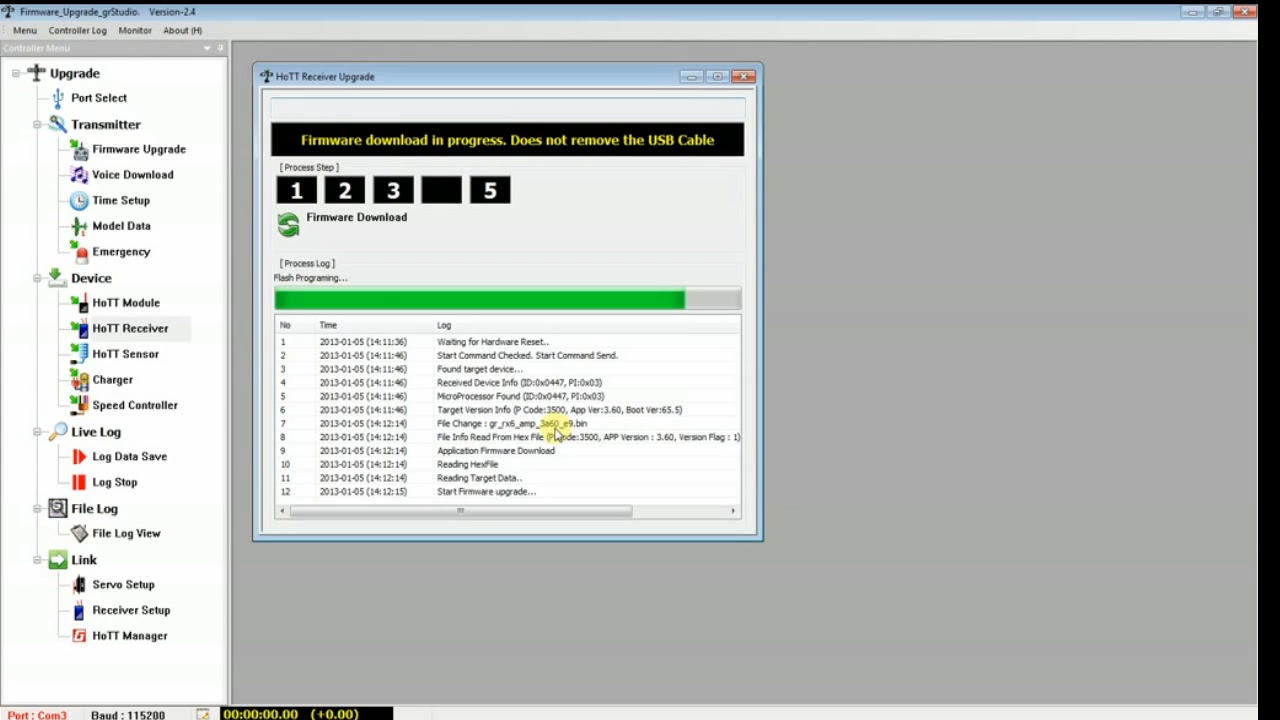 Firmware_Upgrade_grStudio. Version-2.4
Menu Controller Log Monitor About (H)
Controller Menu
Upgrade
Port Select
Transmitter
Firmware Upgrade
Voice Download
Time Setup
Model Data
Emergency
Device
HoTT Module
HoTT Receiver
HoTT Sensor
Charger
Speed Controller
Live Log
Log Data Save
Log Stop
File Log
File Log View
Link
Servo Setup
Receiver Setup
HoTT Manager
HoTT Receiver Upgrade
Firmware download in progress. Does not remove the USB Cable
[ Process Step ]
1 2 3 5
Firmware Download
[ Process Log ]
Flash Programing...
No Time Log
1 2013-01-05 (14:11:36) Waiting for Hardware Reset..
2 2013-01-05 (14:11:46) Start Command Checked. Start Command Send.
3 2013-01-05 (14:11:46) Found target device...
4 2013-01-05 (14:11:46) Received Device Info (ID:0x0447, PI:0x03)
5 2013-01-05 (14:11:46) MicroProcessor Found (ID:0x0447, PI:0x03)
6 2013-01-05 (14:11:46) Target Version Info (P Code:3500, App Ver:3.60, Boot Ver:65.5)
7 2013-01-05 (14:12:14) File Change : gr_rx6_amp_3a60_e9.bin
8 2013-01-05 (14:12:14) File Info Read From Hex File (P Code:3500, APP Version : 3.60, Version Flag : 1)
9 2013-01-05 (14:12:14) Application Firmware Download
10 2013-01-05 (14:12:14) Reading HexFile
11 2013-01-05 (14:12:14) Reading Target Data..
12 2013-01-05 (14:12:15) Start Firmware upgrade...
Port : Com3 Baud : 115200 00:00:00.00 (+0.00)